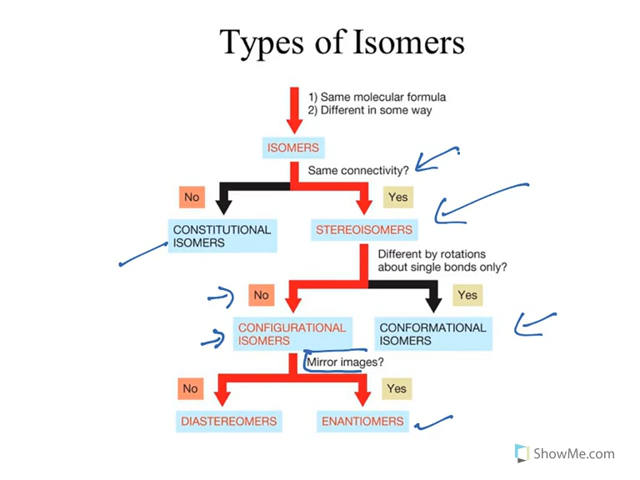 Types of Isomers
1) Same molecular formula
2) Different in some way
ISOMERS
Same connectivity?
No
Yes
CONSTITUTIONAL
ISOMERS
STEREOISOMERS
Different by rotations
about single bonds only?
No
Yes
CONFIGURATIONAL
ISOMERS
CONFORMATIONAL
ISOMERS
Mirror images?
No
Yes
DIASTEREOMERS
ENANTIOMERS
ShowMe.com